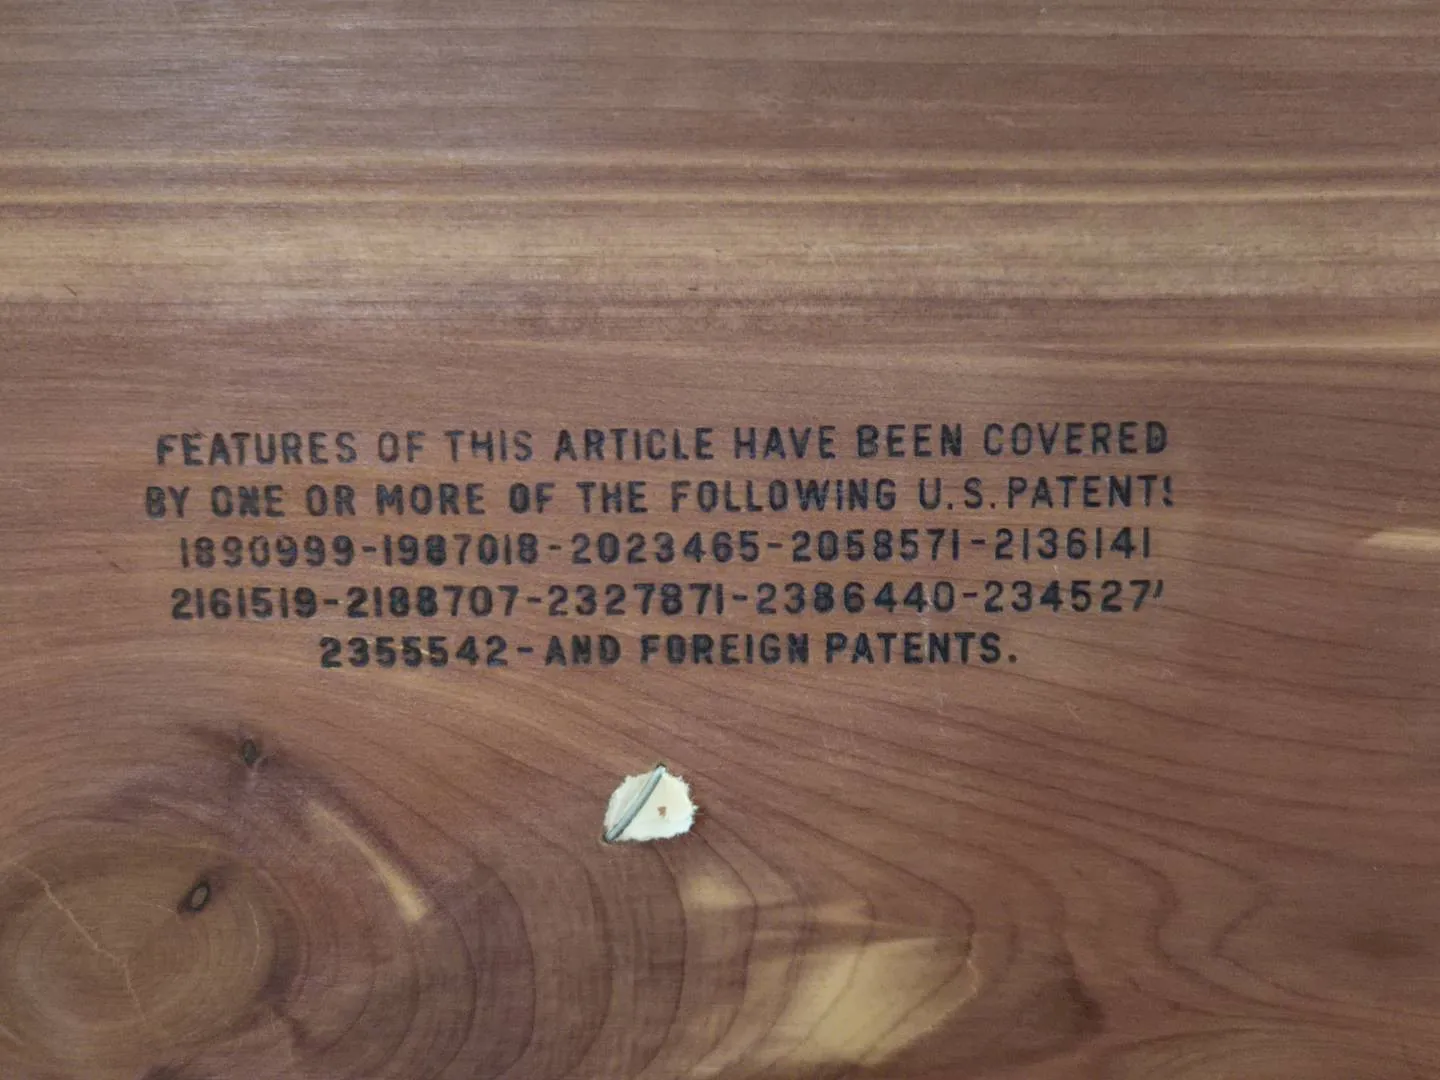 FEATURES OF THIS ARTICLE HAVE BEEN COVERED
BY ONE OR MORE OF THE FOLLOWING U.S. PATENTS
1890999-1987018-2023465-2058571-2136141
2161519-2188707-2327871-2386440-
2355542-AND FOREIGN PATENTS.